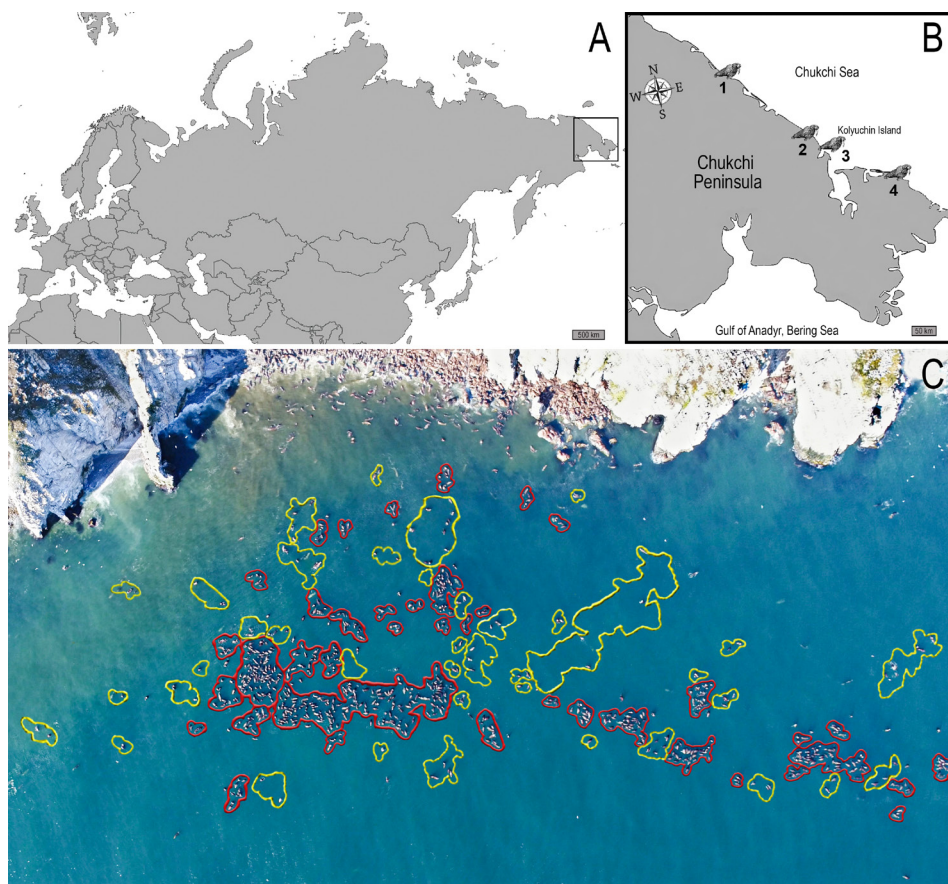 A
500 km
B
Chukchi Sea
N
W E
S
1
Kolyuchin Island
2
3
Chukchi
Peninsula
4
Gulf of Anadyr, Bering Sea
50 km
C